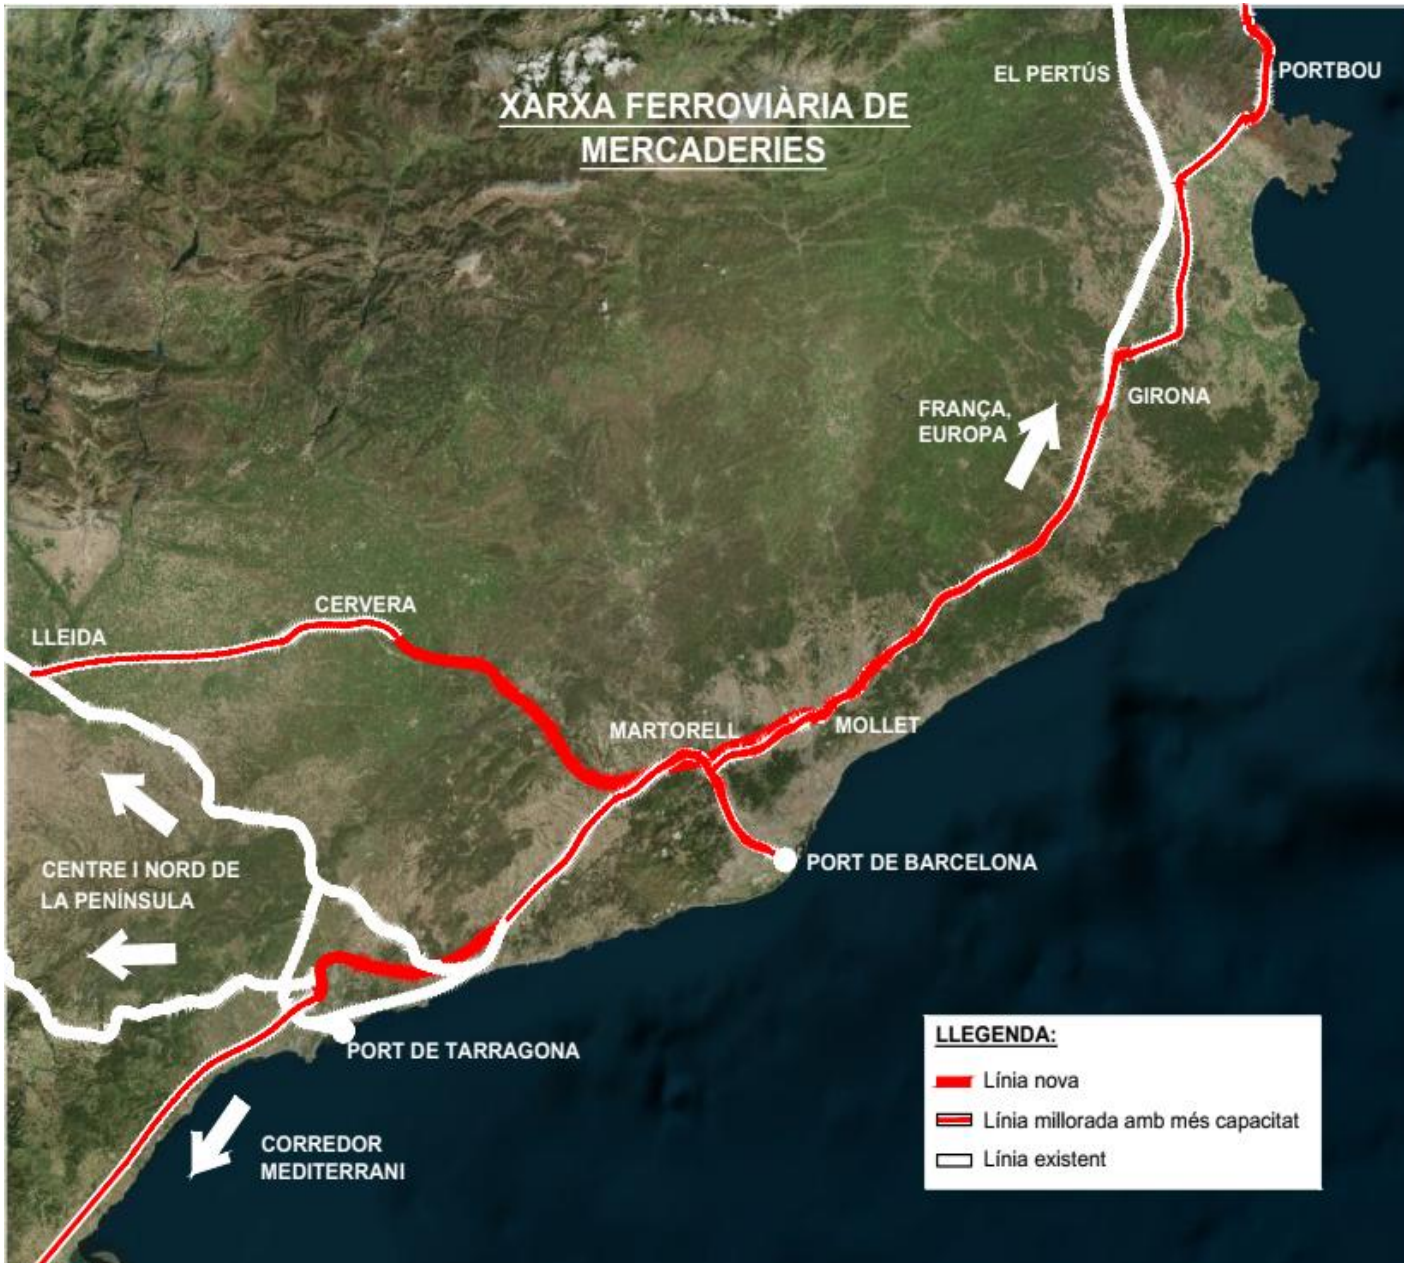 XARXA FERROVIÀRIA DE
MERCADERIES
EL PERTÚS
PORTBOU
FRANÇA,
EUROPA
GIRONA
CERVERA
LLEIDA
MARTORELL
MOLLET
PORT DE BARCELONA
CENTRE I NORD DE
LA PENÍNSULA
PORT DE TARRAGONA
CORREDOR
MEDITERRANI
LLEGENDA:
Línia nova
Línia millorada amb més capacitat
Línia existent